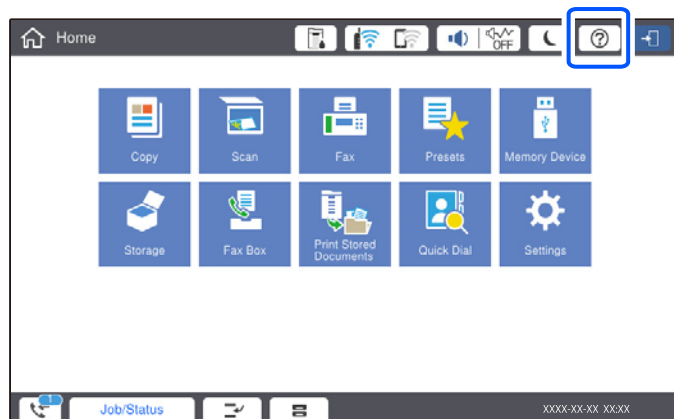 Home
OFF
?
Copy
Scan
Fax
Presets
Memory Device
Storage
Fax Box
Print Stored
Documents
Quick Dial
Settings
1
Job/Status
XXXX-XX-XX XX:XX